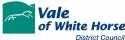 Vale
of White Horse
District Council